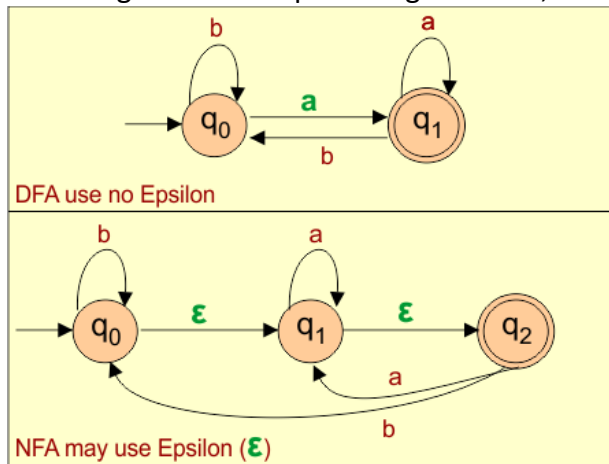 b
a
a
q0
q1
b
DFA use no Epsilon
b
a
ε
ε
q0
q1
q2
a
b
NFA may use Epsilon (ε)